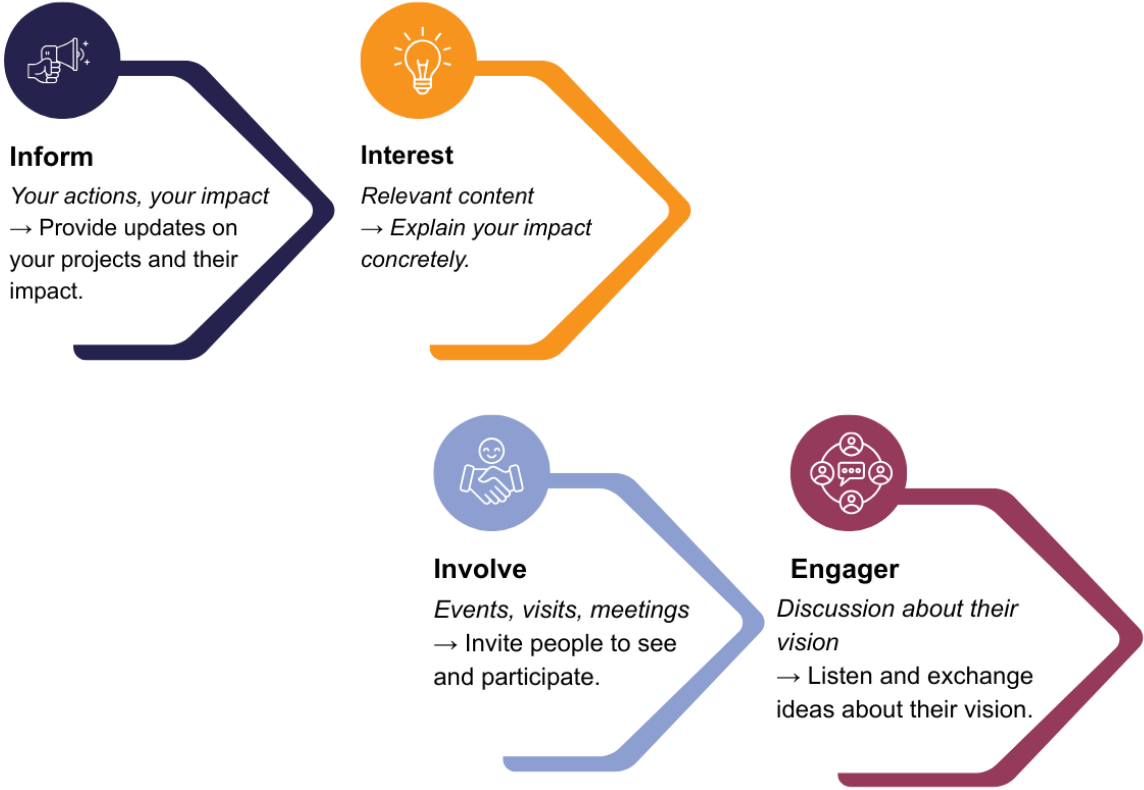 Inform
Your actions, your impact
→ Provide updates on
your projects and their
impact.
Interest
Relevant content
→ Explain your impact
concretely.
Involve
Events, visits, meetings
→ Invite people to see
and participate.
Engager
Discussion about their
vision
→ Listen and exchange
ideas about their vision.